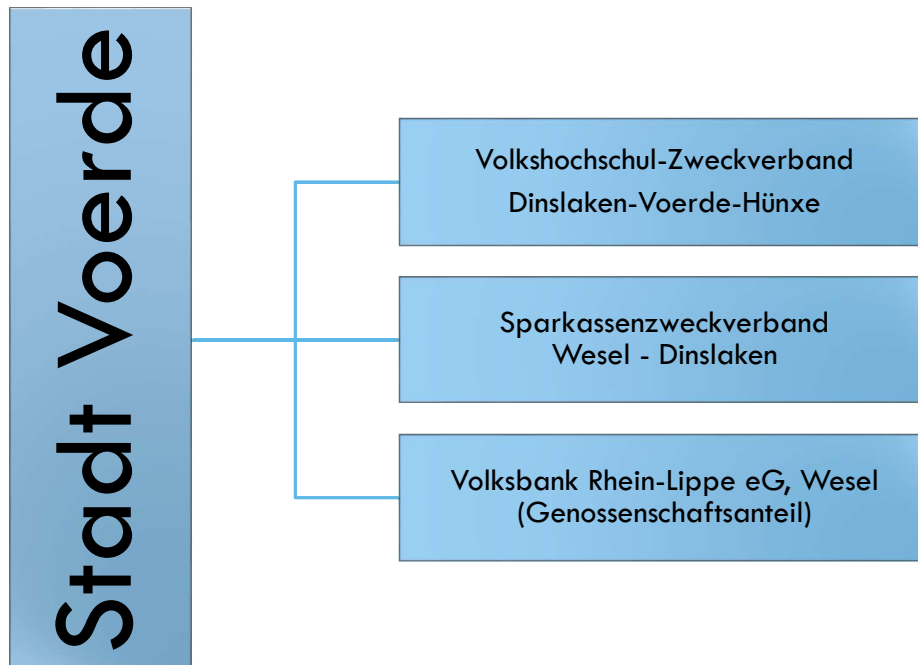 Stadt Voerde
Volkshochschul-Zweckverband
Dinslaken-Voerde-Hünxe
Sparkassenzweckverband
Wesel - Dinslaken
Volksbank Rhein-Lippe eG, Wesel
(Genossenschaftsanteil)